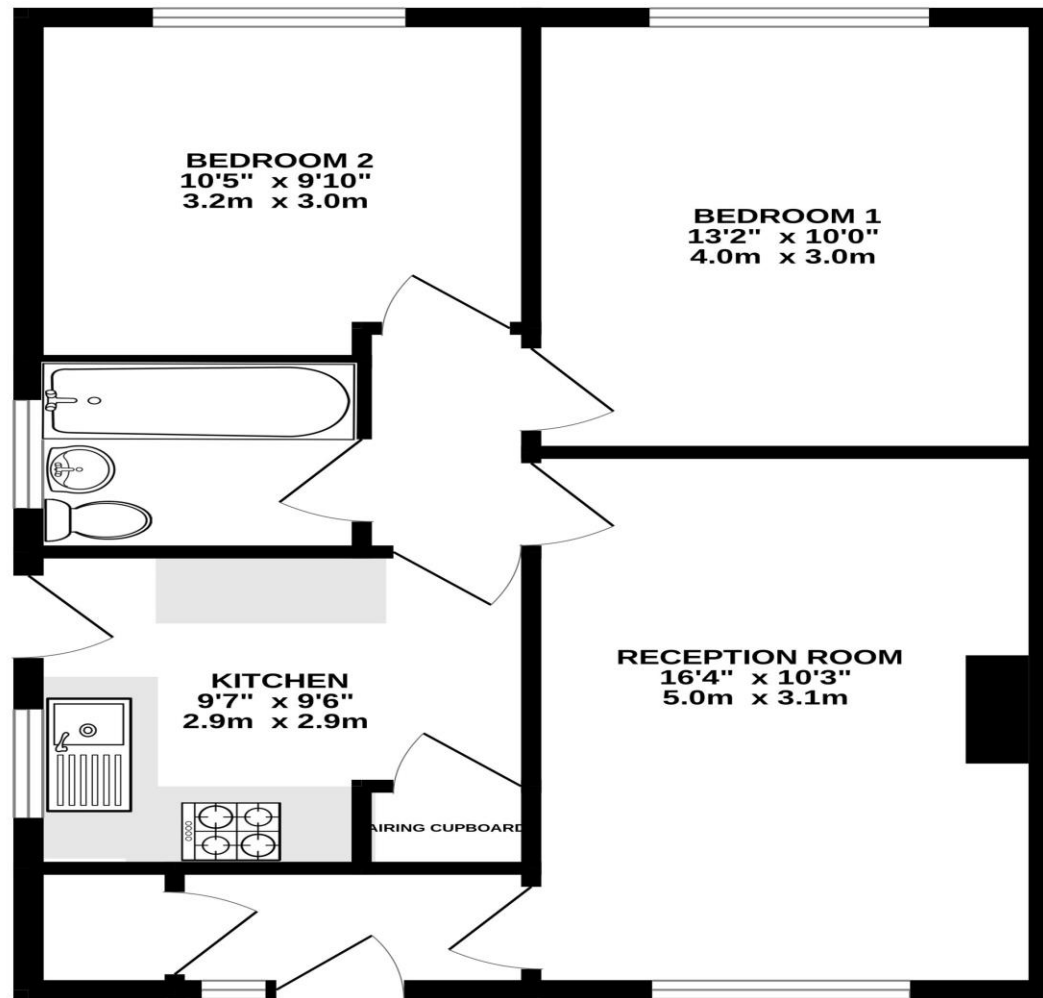 BEDROOM 2
10'5" x 9'10"
3.2m x 3.0m
BEDROOM 1
13'2" x 10'0"
4.0m x 3.0m
RECEPTION ROOM
16'4" x 10'3"
5.0m x 3.1m
KITCHEN
9'7" x 9'6"
2.9m x 2.9m
AIRING CUPBOARD